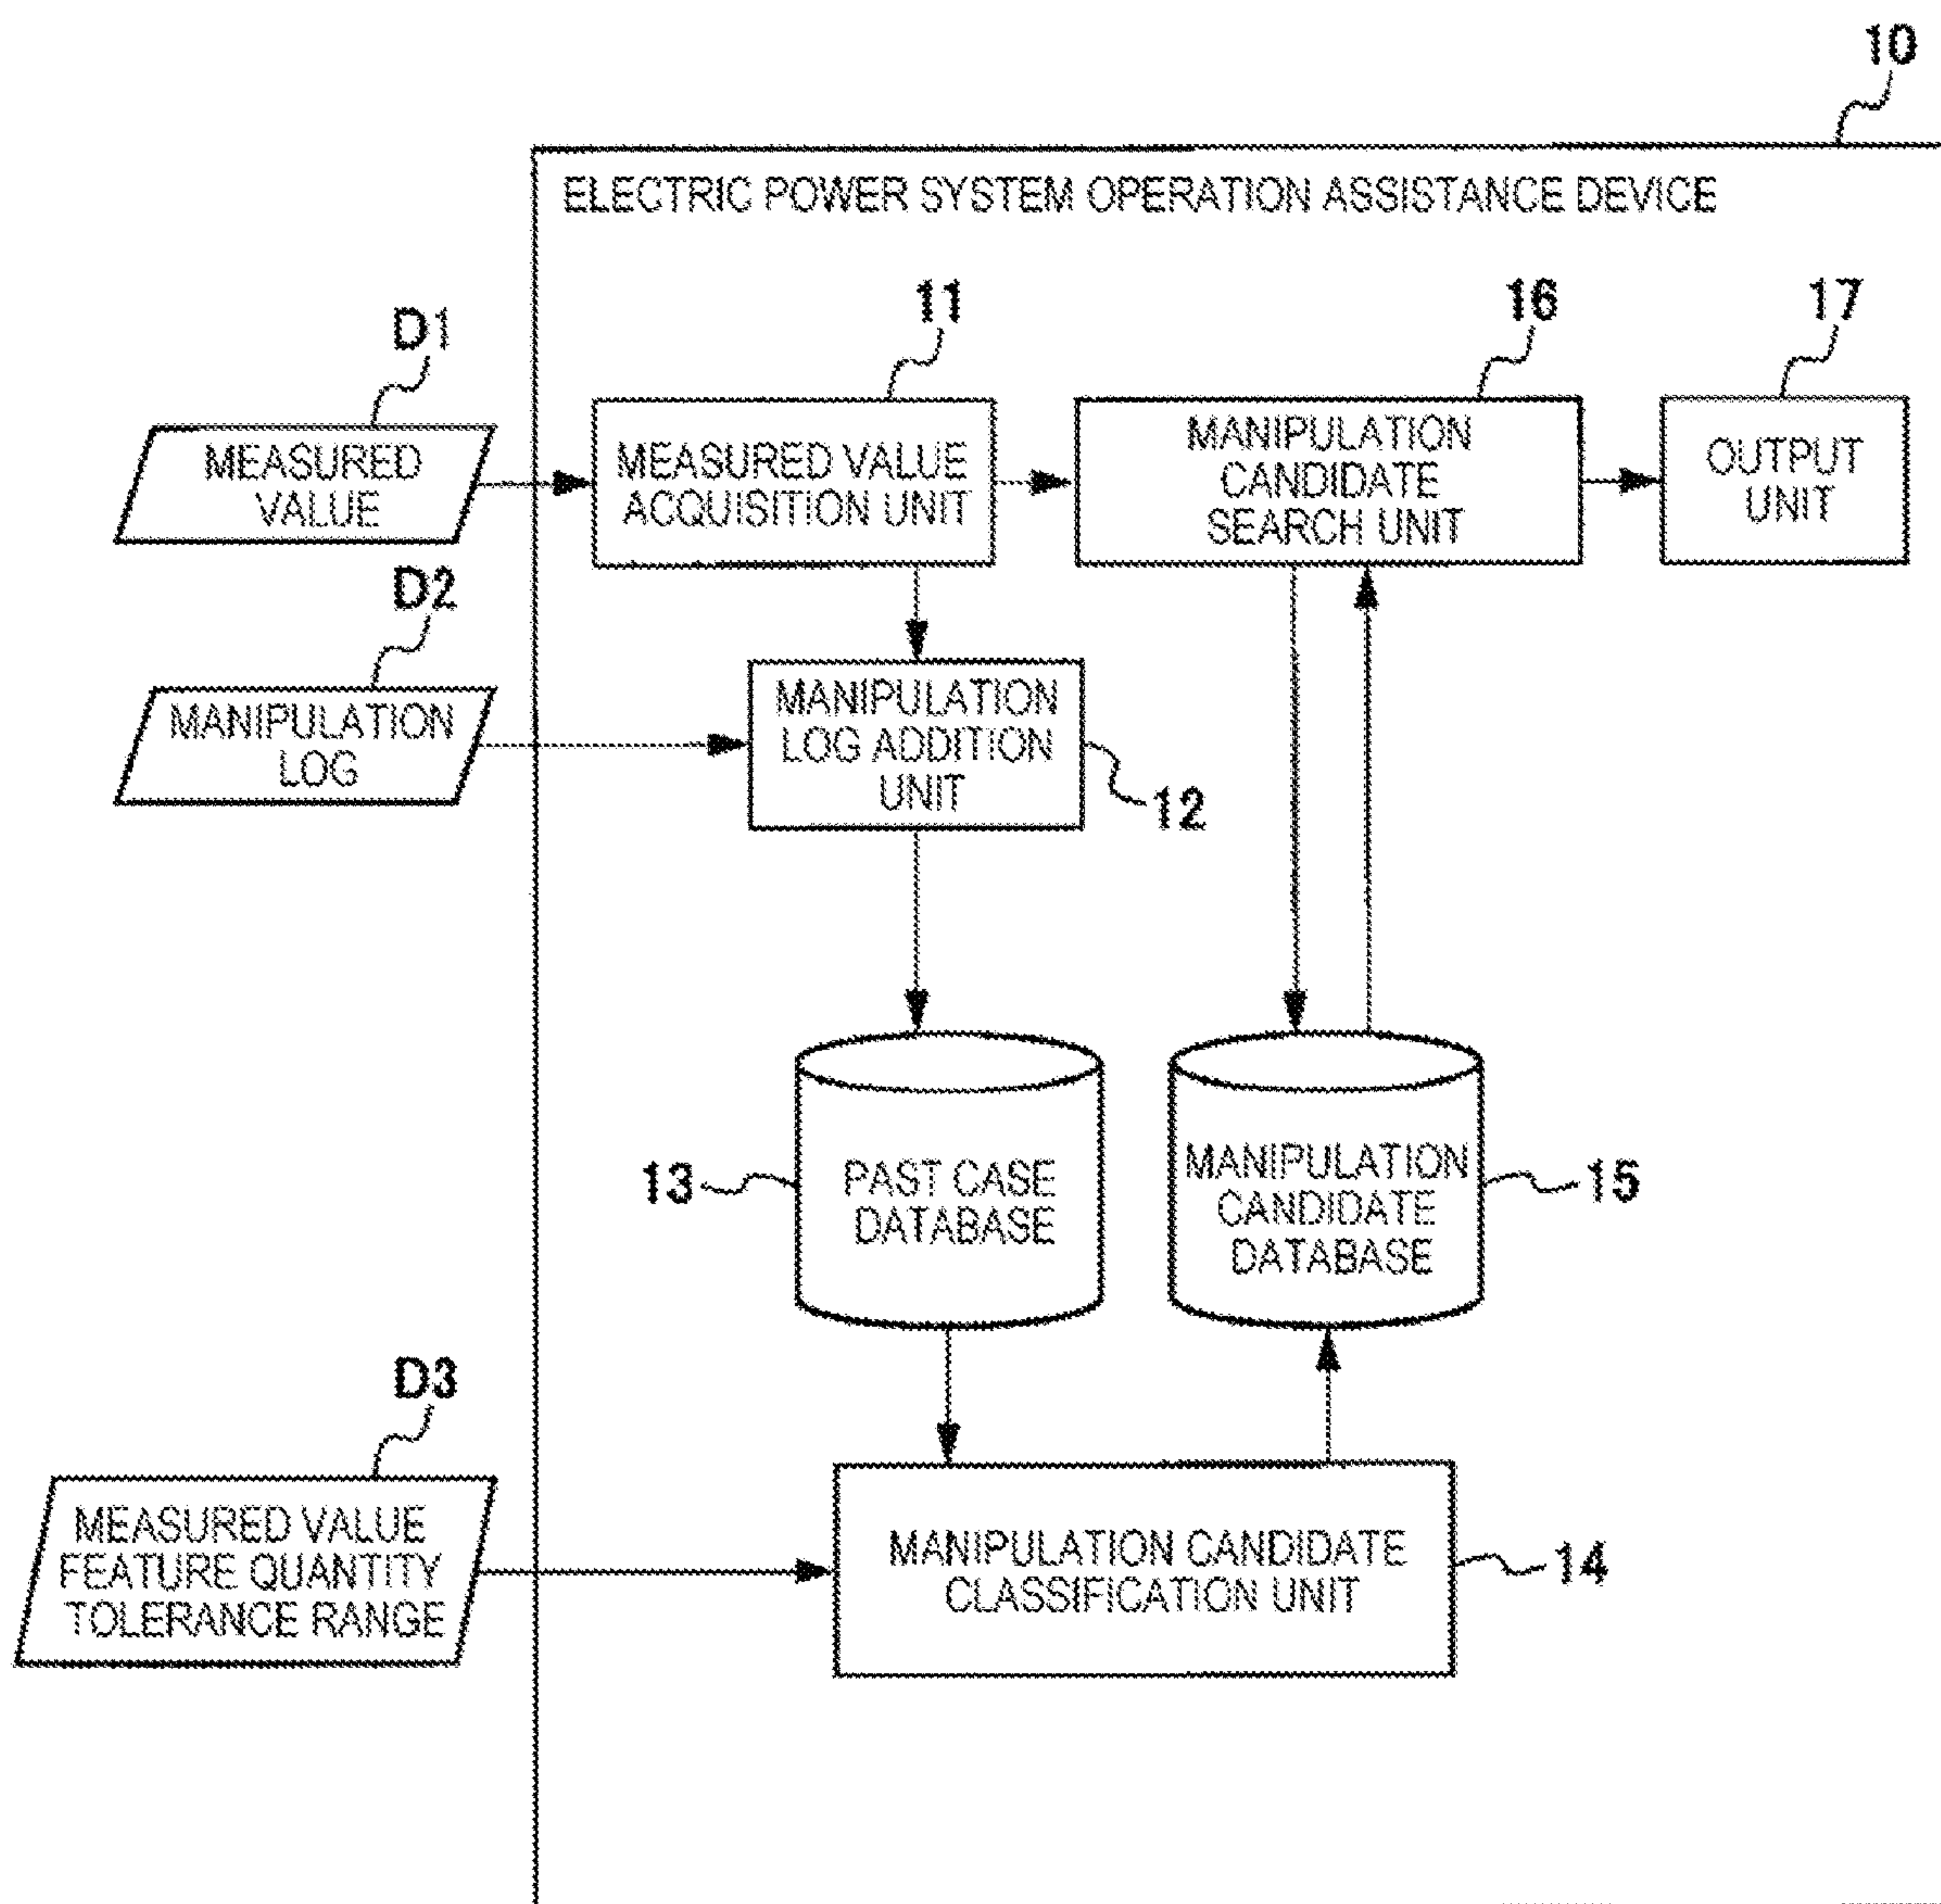 10
ELECTRIC POWER SYSTEM OPERATION ASSISTANCE DEVICE
D1
11
16
17
MEASURED
VALUE
MEASURED VALUE
ACQUISITION UNIT
MANIPULATION
CANDIDATE
SEARCH UNIT
OUTPUT
UNIT
D2
MANIPULATION
LOG
MANIPULATION
LOG ADDITION
UNIT
12
13
PAST CASE
DATABASE
MANIPULATION
CANDIDATE
DATABASE
15
D3
MEASURED VALUE
FEATURE QUANTITY
TOLERANCE RANGE
MANIPULATION CANDIDATE
CLASSIFICATION UNIT
14